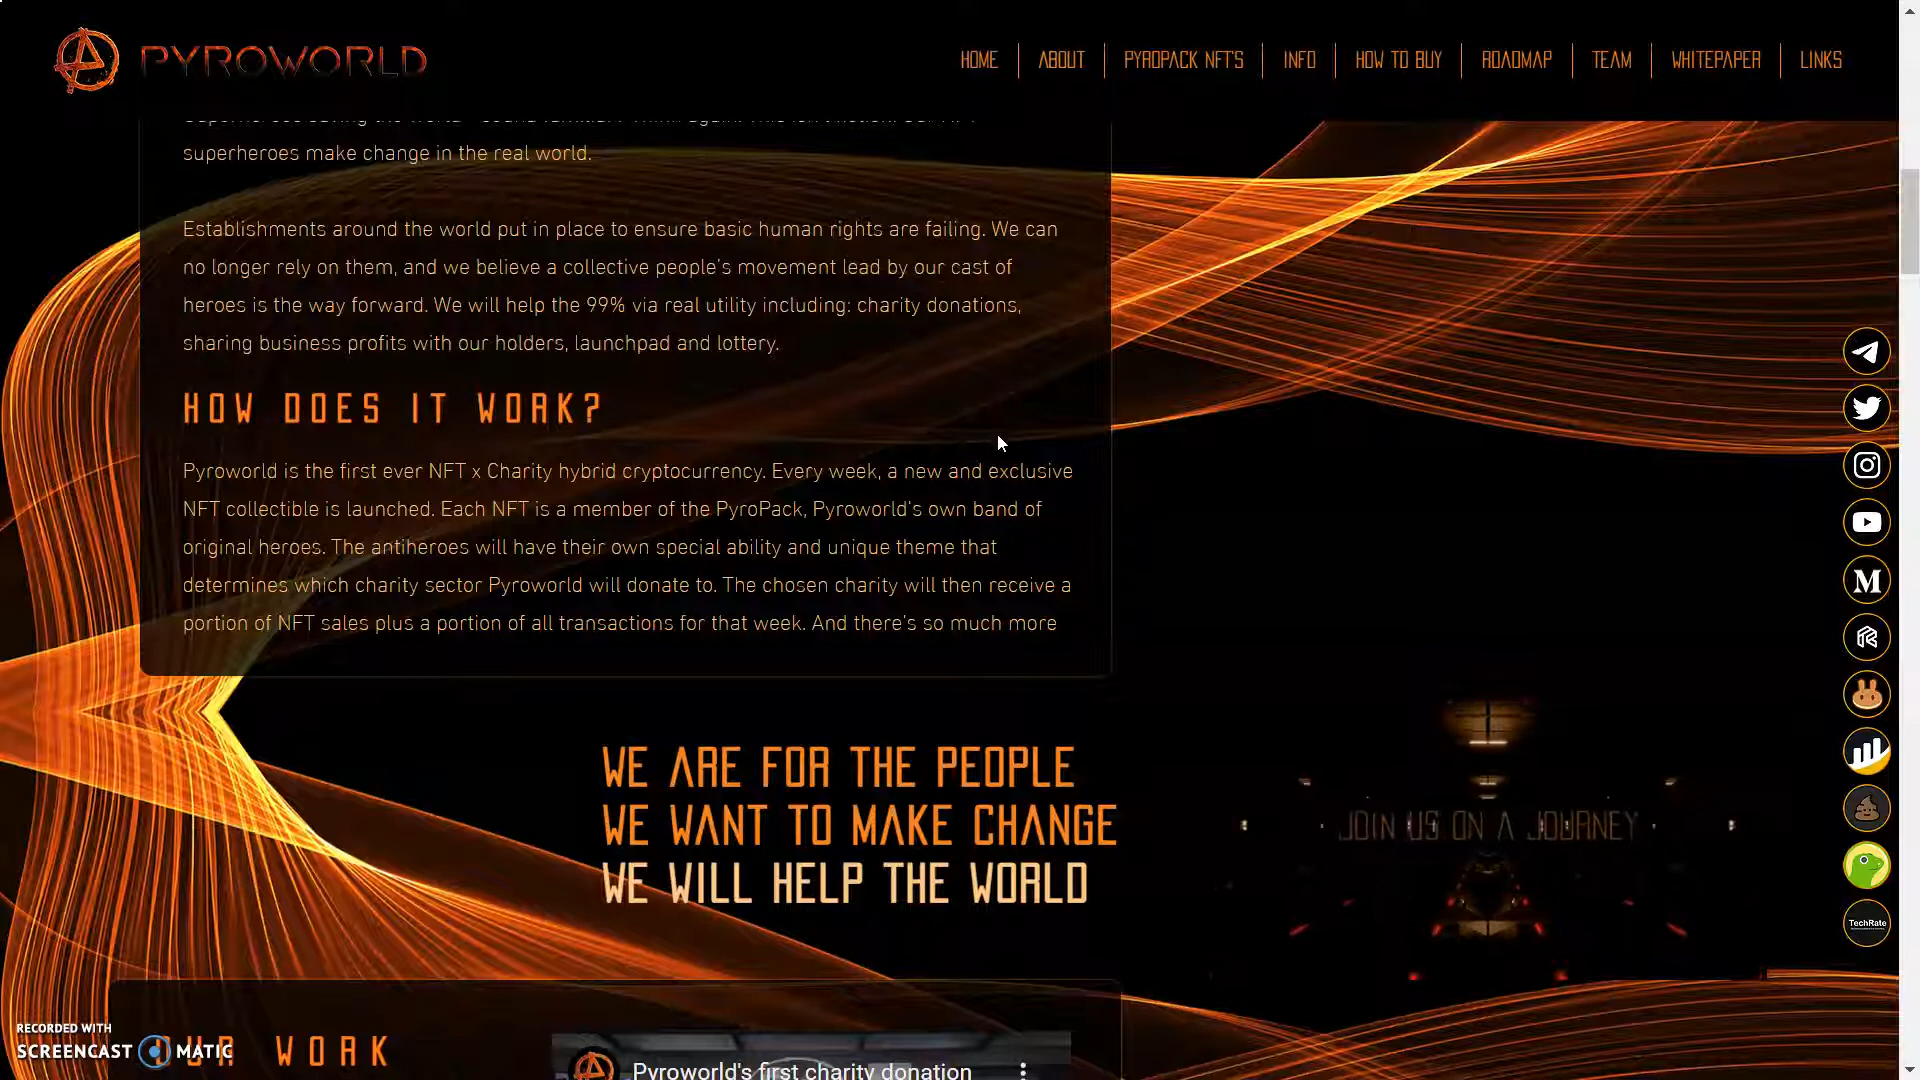 PYROWORLD
HOME
ABOUT
PYROPACK NFT'S
INFO
HOW TO BUY
ROADMAP
TEAM
WHITEPAPER
LINKS
superheroes make change in the real world.
Establishments around the world put in place to ensure basic human rights are failing. We can
no longer rely on them, and we believe a collective people's movement lead by our cast of
heroes is the way forward. We will help the 99% via real utility including: charity donations,
sharing business profits with our holders, launchpad and lottery.
HOW DOES IT WORK?
Pyroworld is the first ever NFT x Charity hybrid cryptocurrency. Every week, a new and exclusive
NFT collectible is launched. Each NFT is a member of the PyroPack, Pyroworld's own band of
original heroes. The antiheroes will have their own special ability and unique theme that
determines which charity sector Pyroworld will donate to. The chosen charity will then receive a
portion of NFT sales plus a portion of all transactions for that week. And there's so much more
WE ARE FOR THE PEOPLE
WE WANT TO MAKE CHANGE
WE WILL HELP THE WORLD
JOIN US ON A JOURNEY
TechRate
OUR WORK
Pyroworld's first charity donation
RECORDED WITH
SCREENCAST MATIC